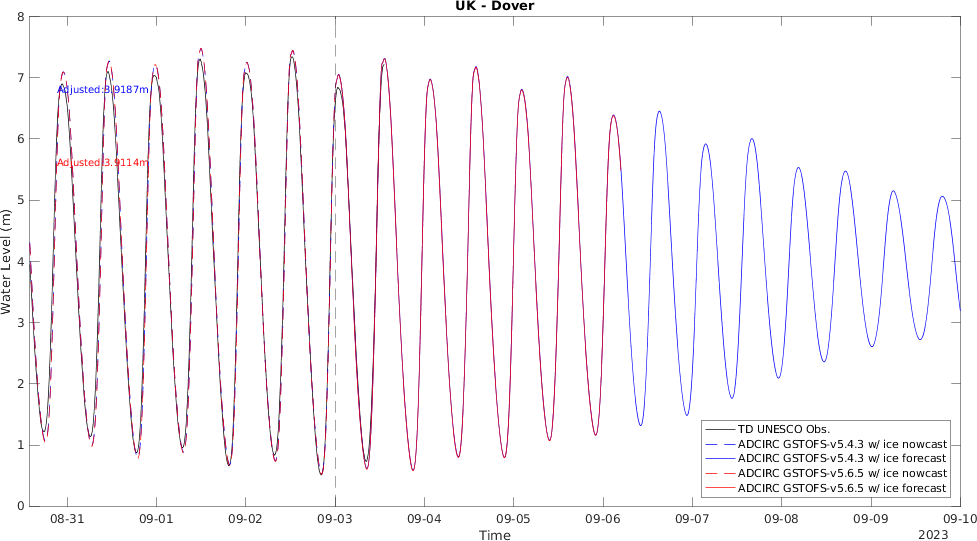 UK - Dover
8
7
6
5
4
3
2
1
0
Water Level (m)
Adjusted:3.9187m
Adjusted:3.9114m
TD UNESCO Obs.
ADCIRC GSTOFS-v5.4.3 w/ ice nowcast
ADCIRC GSTOFS-v5.4.3 w/ ice forecast
ADCIRC GSTOFS-v5.6.5 w/ ice nowcast
ADCIRC GSTOFS-v5.6.5 w/ ice forecast
08-31 09-01 09-02 09-03 09-04 09-05 09-06 09-07 09-08 09-09 09-10
Time
2023